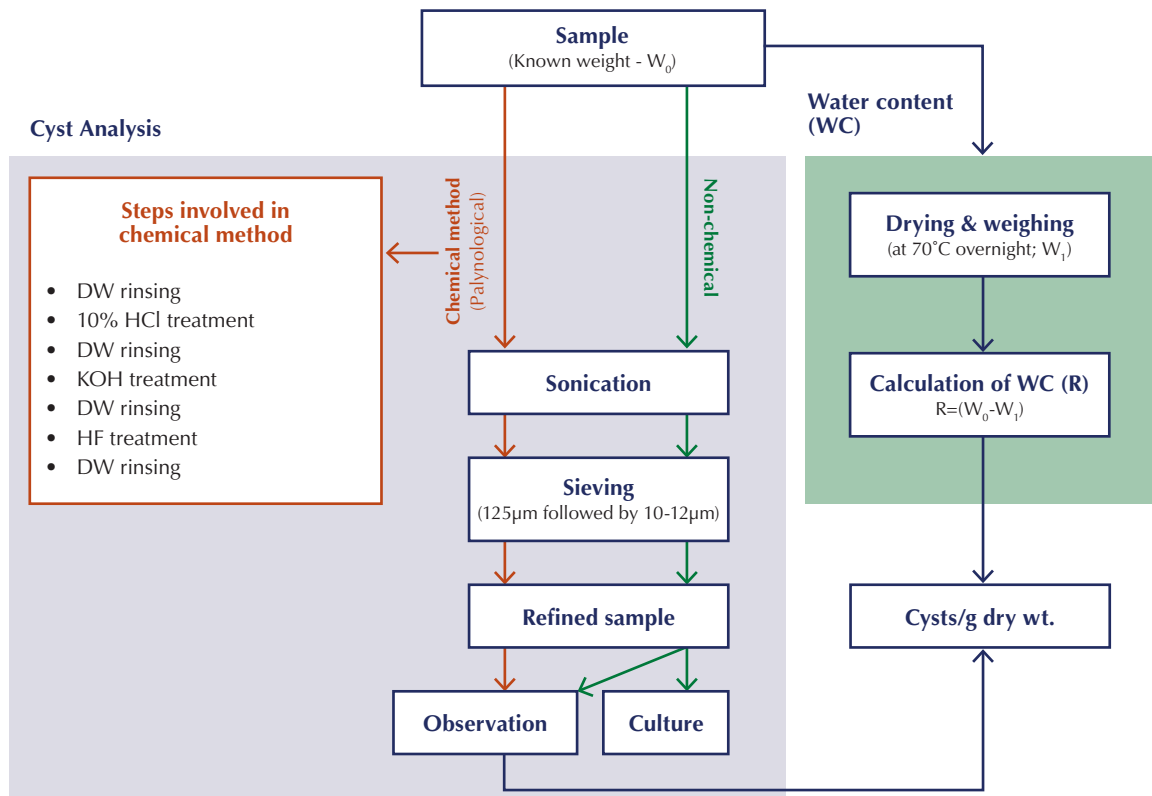 Sample
(Known weight - W₀)
Water content
(WC)
Cyst Analysis
Steps involved in
chemical method
• DW rinsing
• 10% HCl treatment
• DW rinsing
• KOH treatment
• DW rinsing
• HF treatment
• DW rinsing
Chemical method
(Palynological)
Non-chemical
Drying & weighing
(at 70˚C overnight; W₁)
Sonication
Calculation of WC (R)
R=(W₀-W₁)
Sieving
(125µm followed by 10-12µm)
Refined sample
Cysts/g dry wt.
Observation
Culture